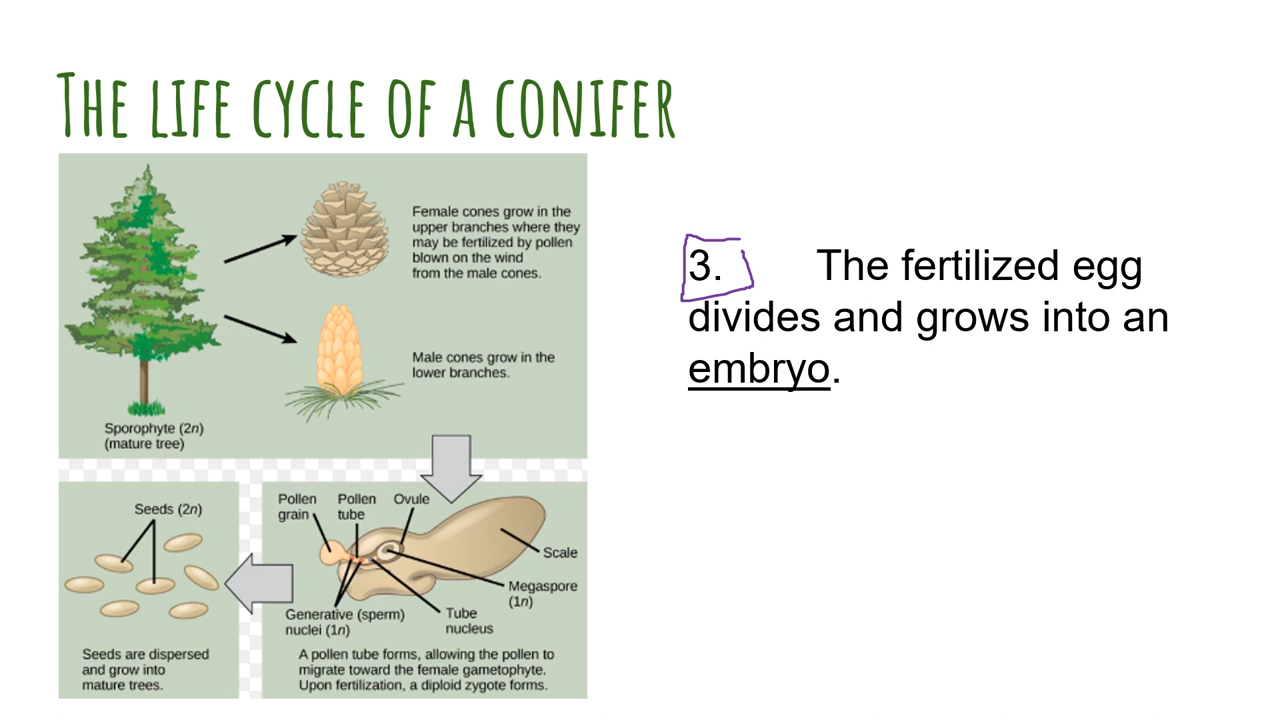 THE LIFE CYCLE OF A CONIFER
Female cones grow in the
upper branches where they
may be fertilized by pollen
blown on the wind
from the male cones.
Male cones grow in the
lower branches.
Sporophyte (2n)
(mature tree)
Pollen
grain
Pollen
tube
Ovule
Scale
Megaspore
(1n)
Tube
nucleus
Generative (sperm)
nuclei (1n)
A pollen tube forms, allowing the pollen to
migrate toward the female gametophyte.
Upon fertilization, a diploid zygote forms.
Seeds (2n)
Seeds are dispersed
and grow into
mature trees.
3. The fertilized egg
divides and grows into an
embryo.